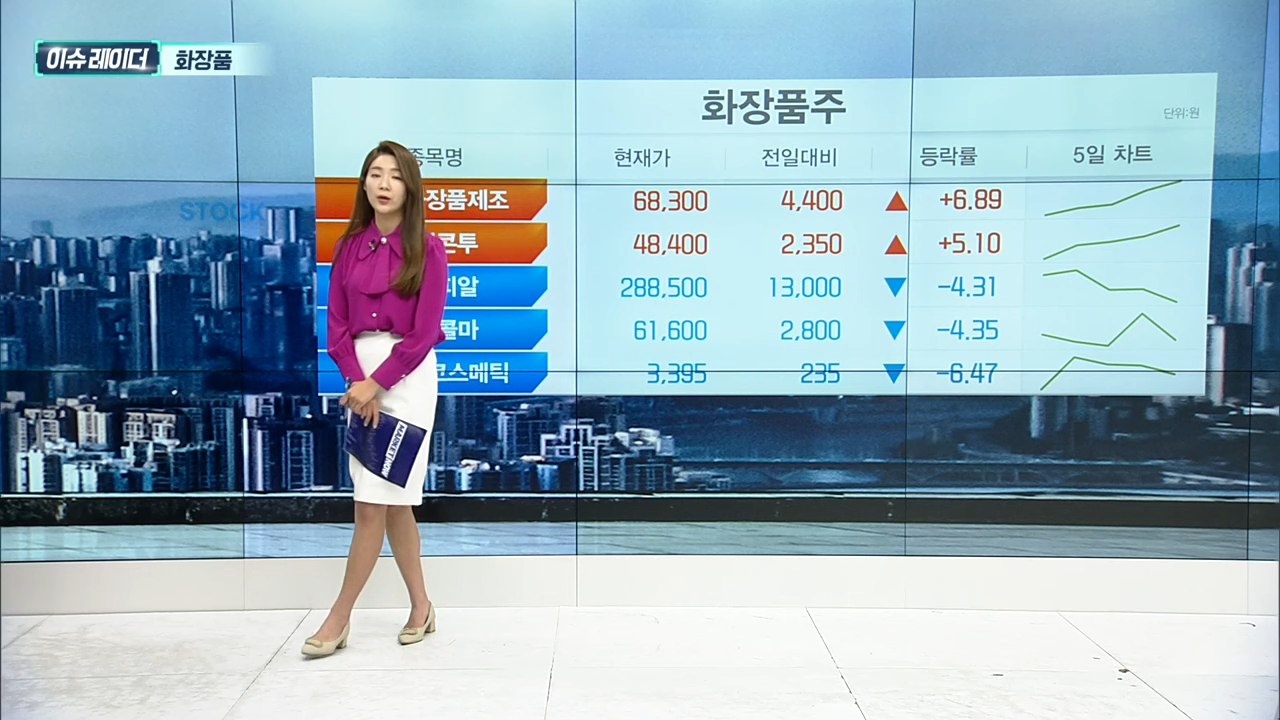 이슈 레이더 화장품
화장품주
단위:원
종목명 현재가 전일대비 등락률 5일 차트
장품제조 68,300 4,400 ▲ +6.89
콘투 48,400 2,350 ▲ +5.10
지알 288,500 13,000 ▼ -4.31
콜마 61,600 2,800 ▼ -4.35
코스메틱 3,395 235 ▼ -6.47
STOCK
MARKETNOW